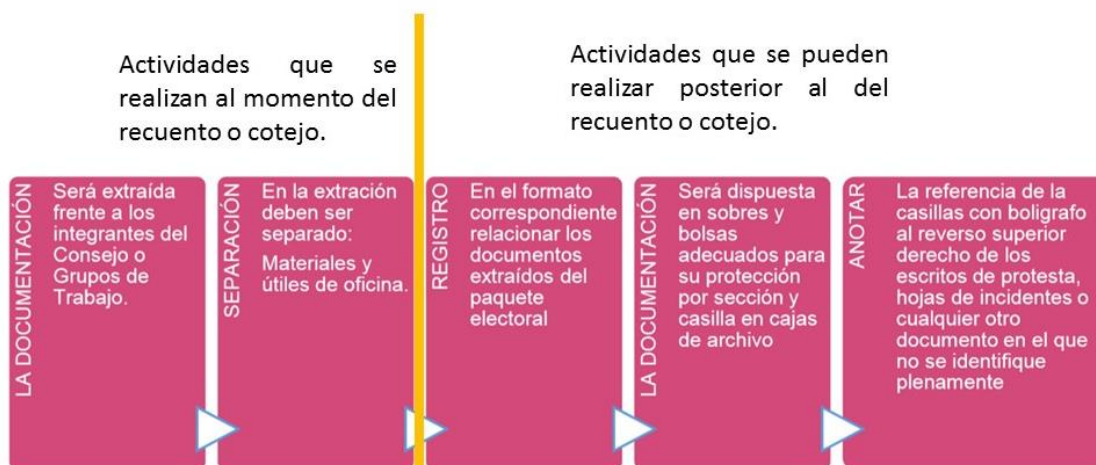 Actividades que se
realizan al momento del
recuento o cotejo.
Actividades que se pueden
realizar posterior al del
recuento o cotejo.
LA DOCUMENTACIÓN
Será extraída
frente a los
integrantes del
Consejo o
Grupos de
Trabajo.
SEPARACIÓN
En la extracción
deben ser
separado:
Materiales y
útiles de oficina.
REGISTRO
En el formato
correspondiente
relacionar los
documentos
extraídos del
paquete
electoral
LA DOCUMENTACIÓN
Será dispuesta
en sobres y
bolsas
adecuados para
su protección
por sección y
casilla en cajas
de archivo
ANOTAR
La referencia de la
casillas con boligrafo
al reverso superior
derecho de los
escritos de protesta,
hojas de incidentes o
cualquier otro
documento en el que
no se identifique
plenamente